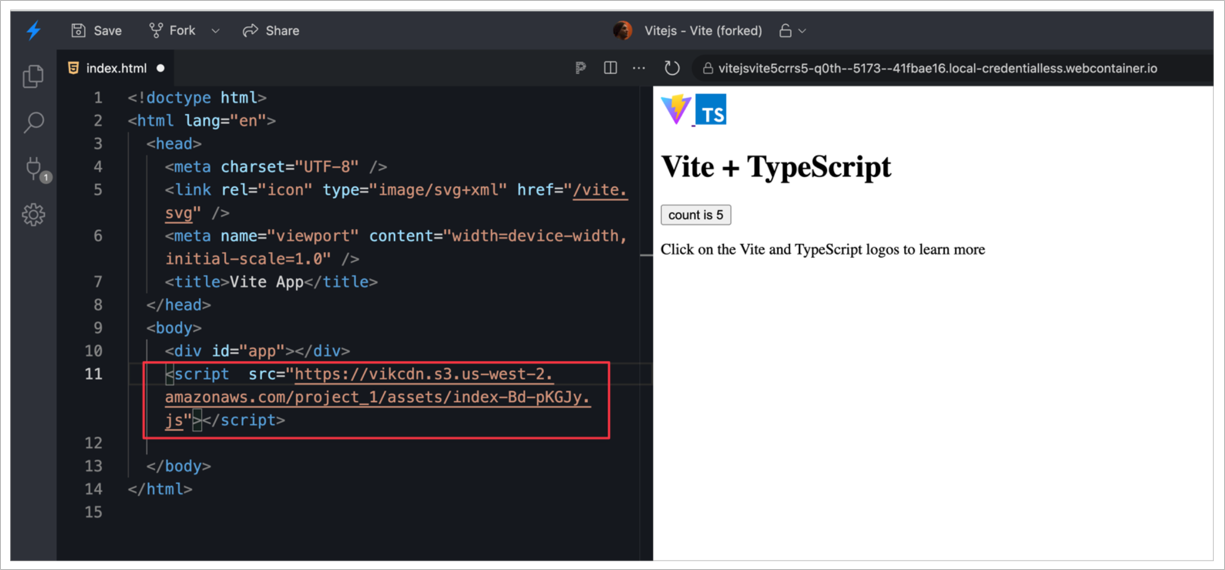 Save Fork Share Vitejs - Vite (forked)
index.html vitejsvite5crrs5-q0th--5173--41fbae16.local-credentialless.webcontainer.io
1 <!doctype html>
2 <html lang="en">
3 <head>
4 <meta charset="UTF-8" />
5 <link rel="icon" type="image/svg+xml" href="/vite.
svg" />
6 <meta name="viewport" content="width=device-width,
initial-scale=1.0" />
7 <title>Vite App</title>
8 </head>
9 <body>
10 <div id="app"></div>
11 <script  src="https://vikcdn.s3.us-west-2.
amazonaws.com/project_1/assets/index-Bd-pKGJy.
js"></script>
12
13 </body>
14 </html>
15
1
TS
Vite + TypeScript
count is 5
Click on the Vite and TypeScript logos to learn more